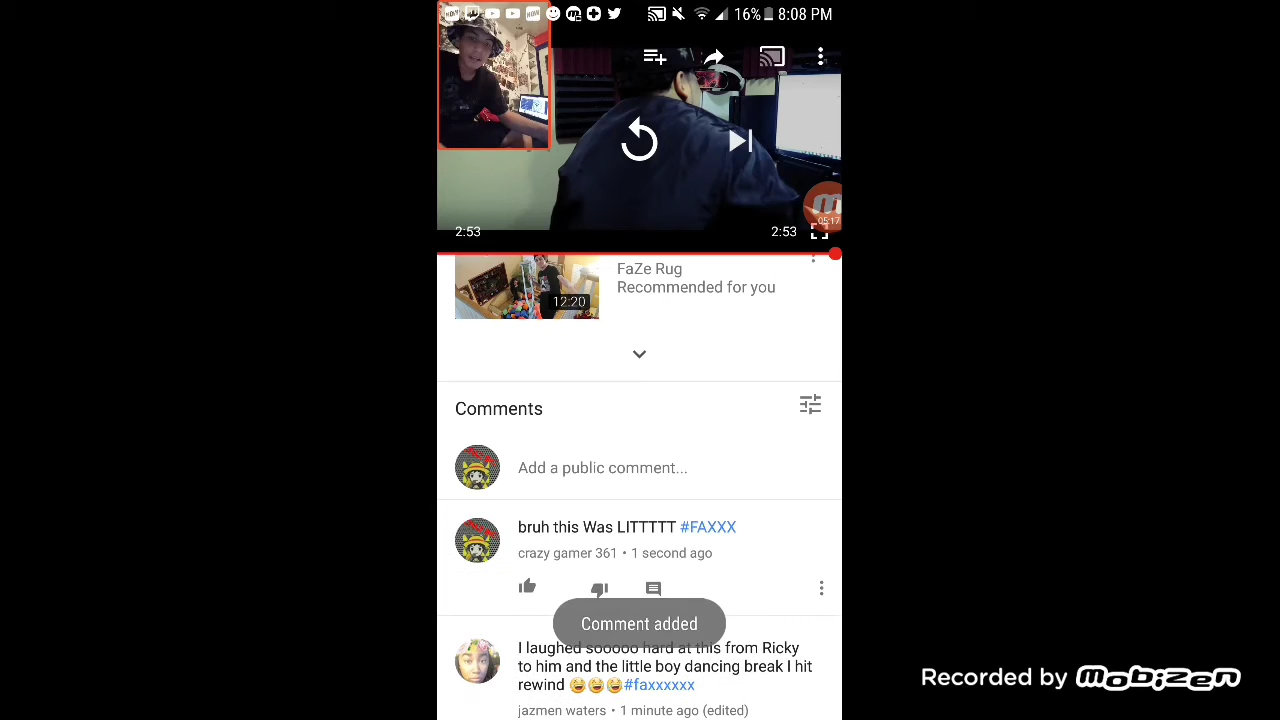 16% 8:08 PM
05:17
2:53
2:53
FaZe Rug
Recommended for you
12:20
Comments
Add a public comment...
bruh this Was LITTTTT #FAXXX
crazy gamer 361 • 1 second ago
Comment added
I laughed sooooo hard at this from Ricky
to him and the little boy dancing break I hit
rewind 😂😂😂#faxxxxxx
jazmen waters • 1 minute ago (edited)
Recorded by mobizen